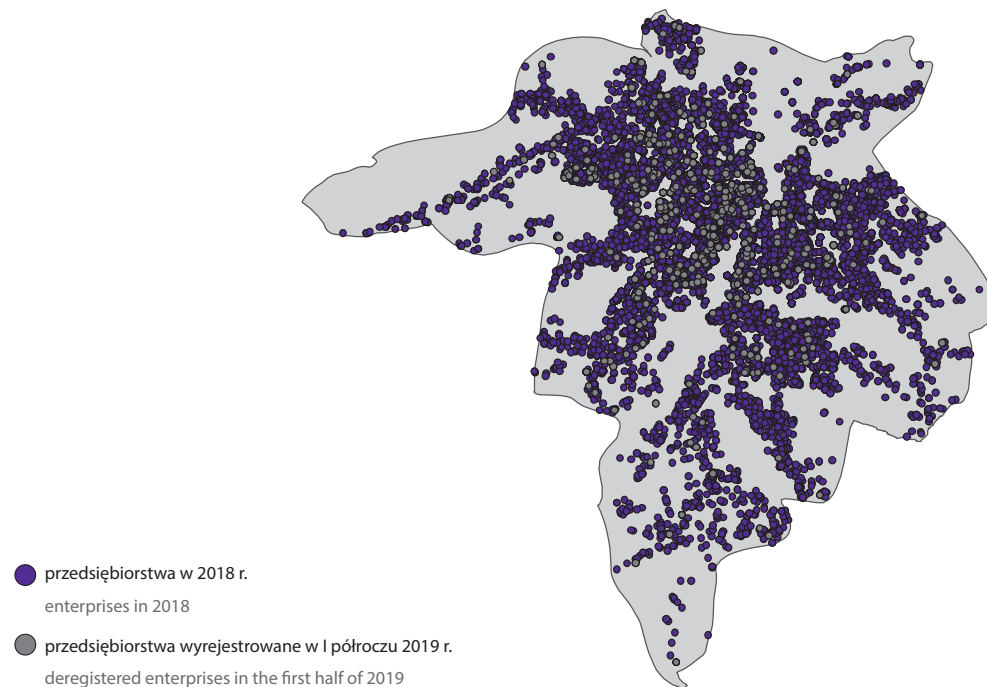 przedsiębiorstwa w 2018 r.
enterprises in 2018
przedsiębiorstwa wyrejestrowane w I półroczu 2019 r.
deregistered enterprises in the first half of 2019